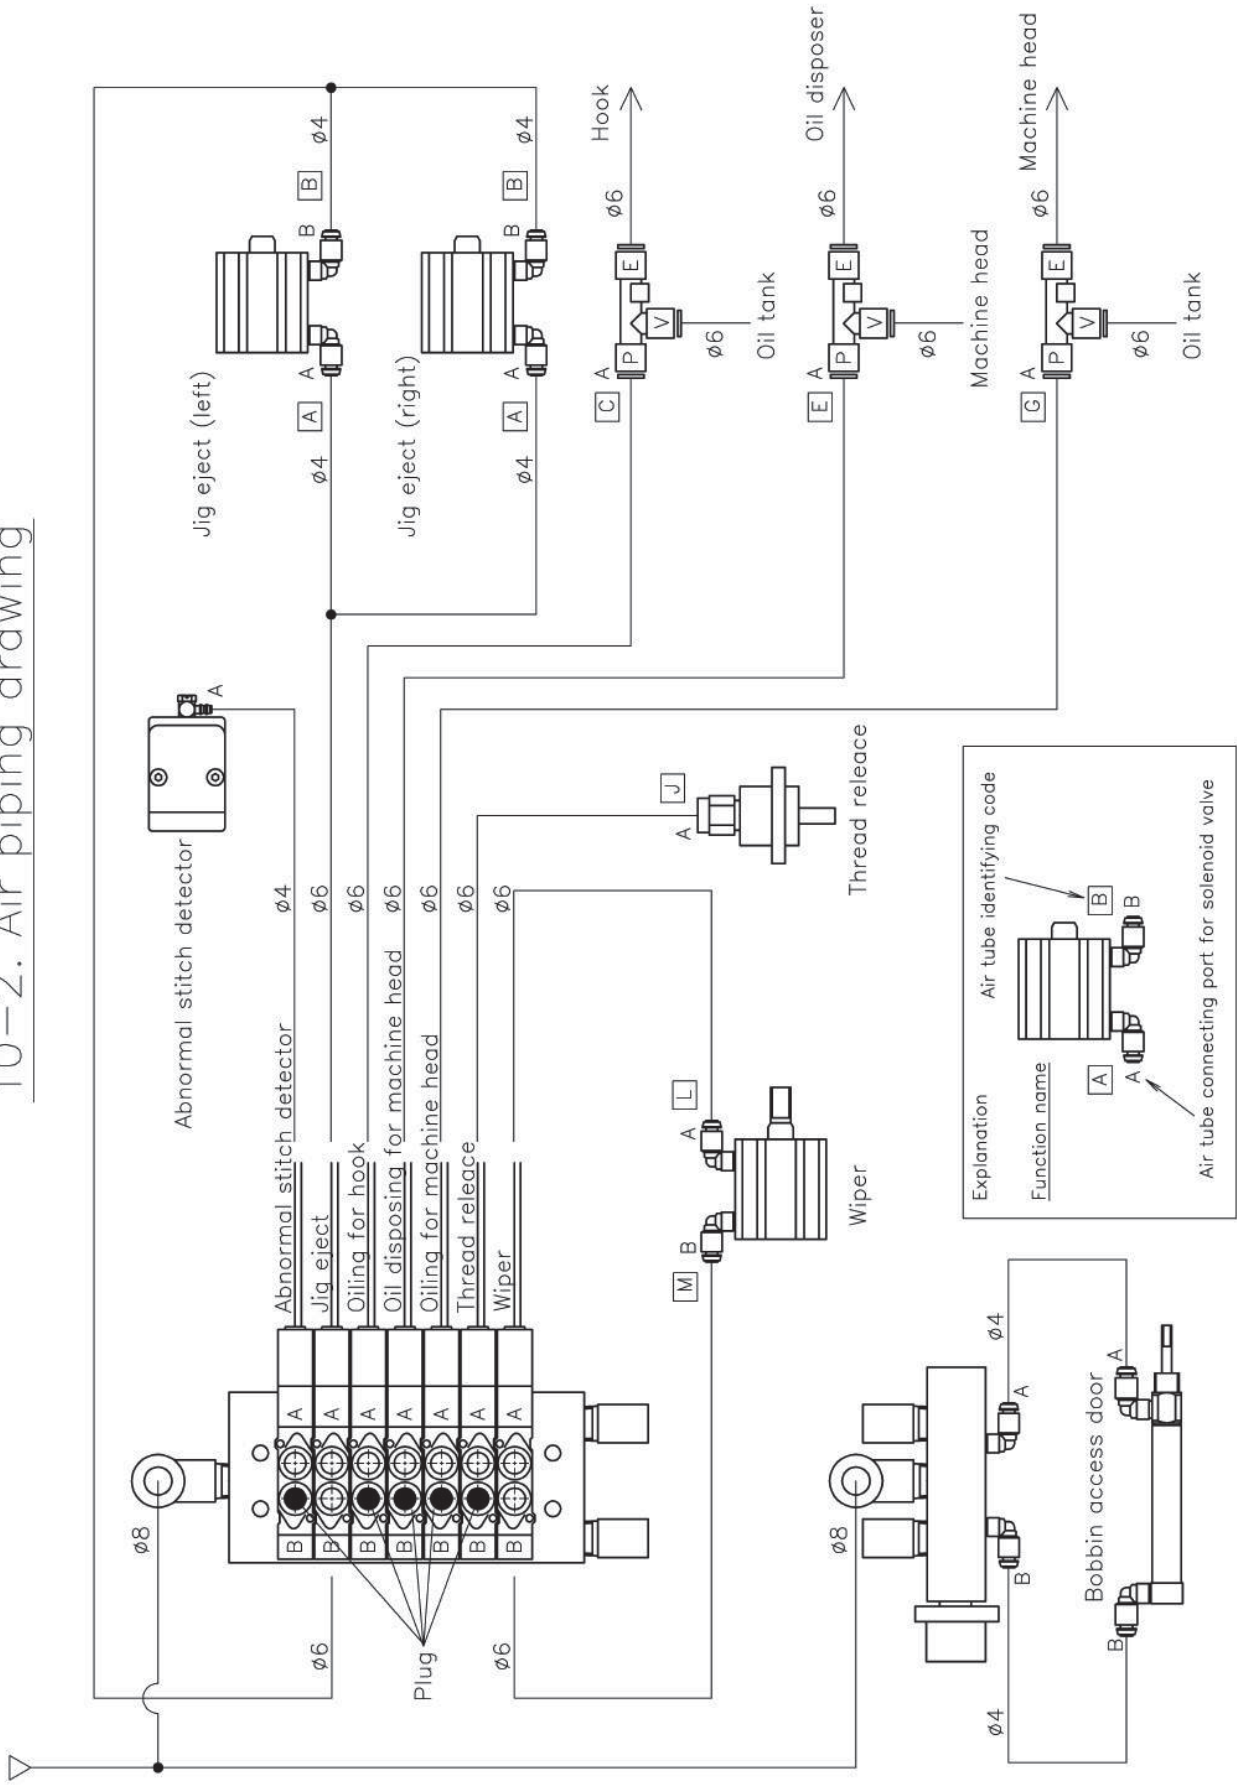 10-2. Air piping drawing
Abnormal stitch detector
A
Jig eject (left)
A
B
A
B
ø4
ø4
Jig eject (right)
A
B
A
B
ø4
ø4
Hook
ø6
C
A
P
V
E
ø6
Oil tank
Oil disposer
ø6
E
A
P
V
E
ø6
Machine head
Machine head
ø6
G
A
P
V
E
ø6
Oil tank
ø8
B
A
Abnormal stitch detector
ø4
B
A
Jig eject
ø6
B
A
Oiling for hook
ø6
B
A
Oil disposing for machine head
ø6
B
A
Oiling for machine head
ø6
B
A
Thread releace
ø6
B
A
Wiper
ø6
ø6
Plug
ø6
J
A
Thread releace
M
B
A
L
Wiper
ø8
B
A
ø4
ø4
Bobbin access door
B
A
Explanation
Air tube identifying code
Function name
A
B
A
B
Air tube connecting port for solenoid valve